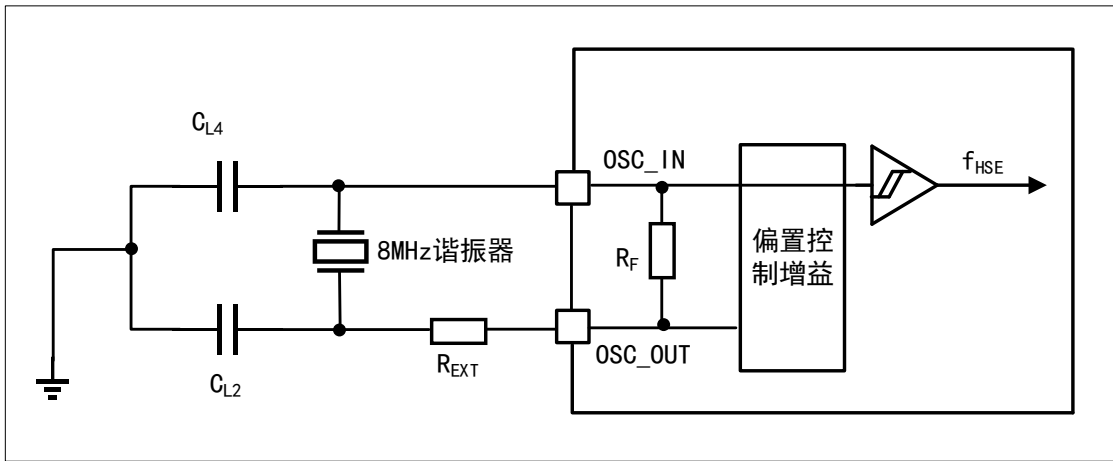 CL4
OSC_IN
fHSE
8MHz谐振器
RF
偏置控
制增益
OSC_OUT
REXT
CL2